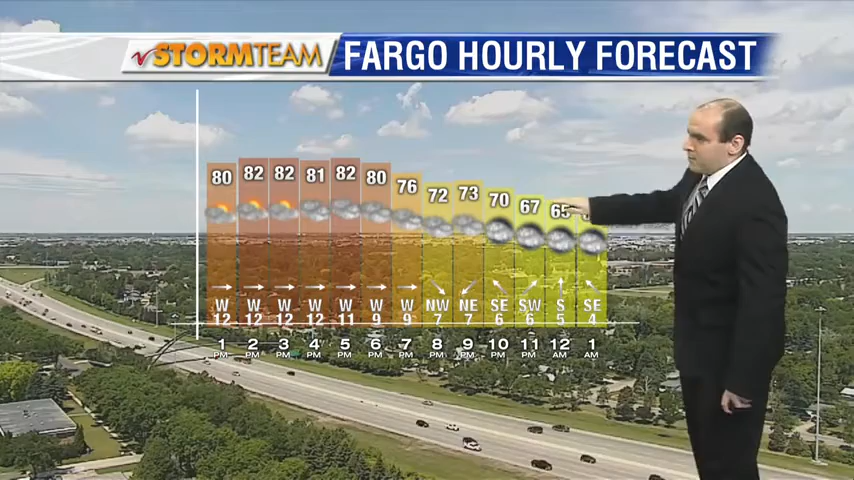 STORMTEAM FARGO HOURLY FORECAST
80 82 82 81 82 80 76 72 73 70 67 65
W W W W W W W NW NE SE SW S SE
12 12 12 12 11 9 9 7 7 6 6 5 4
1 2 3 4 5 6 7 8 9 10 11 12 1
PM PM PM PM PM PM PM PM PM PM PM AM AM